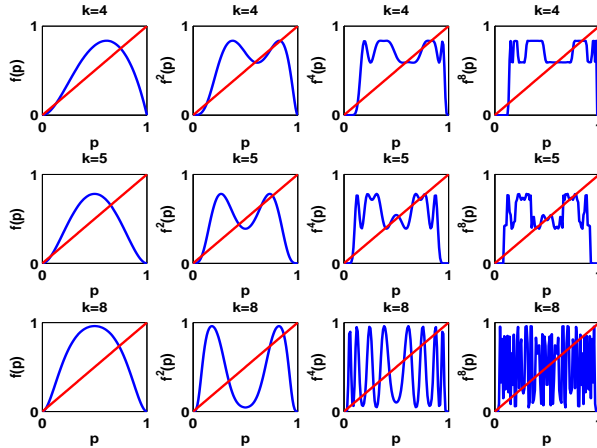 k=4 k=4 k=4 k=4
1 1 1 1
f(p) f²(p) f⁴(p) f⁸(p)
0 0 0 0
0 1 0 1 0 1 0 1
p p p p
k=5 k=5 k=5 k=5
1 1 1 1
f(p) f²(p) f⁴(p) f⁸(p)
0 0 0 0
0 1 0 1 0 1 0 1
p p p p
k=8 k=8 k=8 k=8
1 1 1 1
f(p) f²(p) f⁴(p) f⁸(p)
0 0 0 0
0 1 0 1 0 1 0 1
p p p p